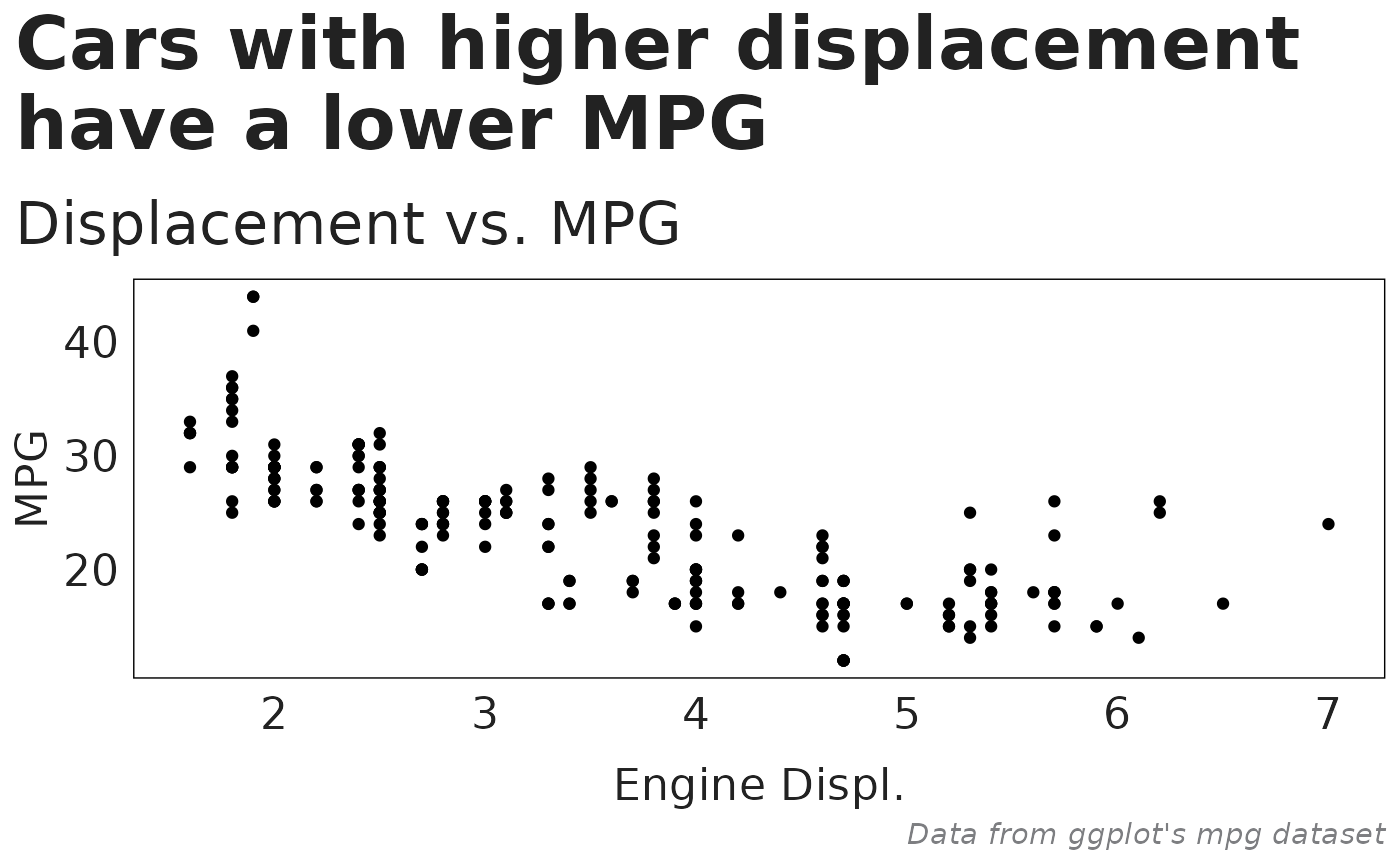 Cars with higher displacement
have a lower MPG
Displacement vs. MPG
MPG
40
30
20
2 3 4 5 6 7
Engine Displ.
Data from ggplot's mpg dataset